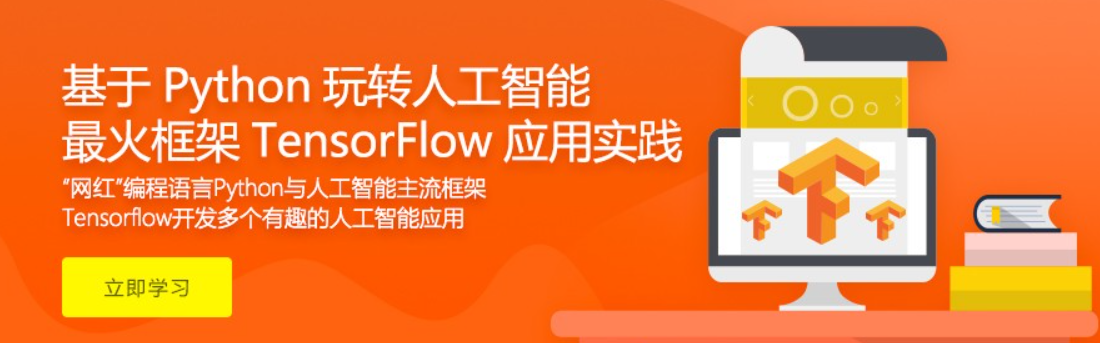 基于 Python 玩转人工智能
最火框架 TensorFlow 应用实践
“网红”编程语言Python与人工智能主流框架
Tensorflow开发多个有趣的人工智能应用
立即学习